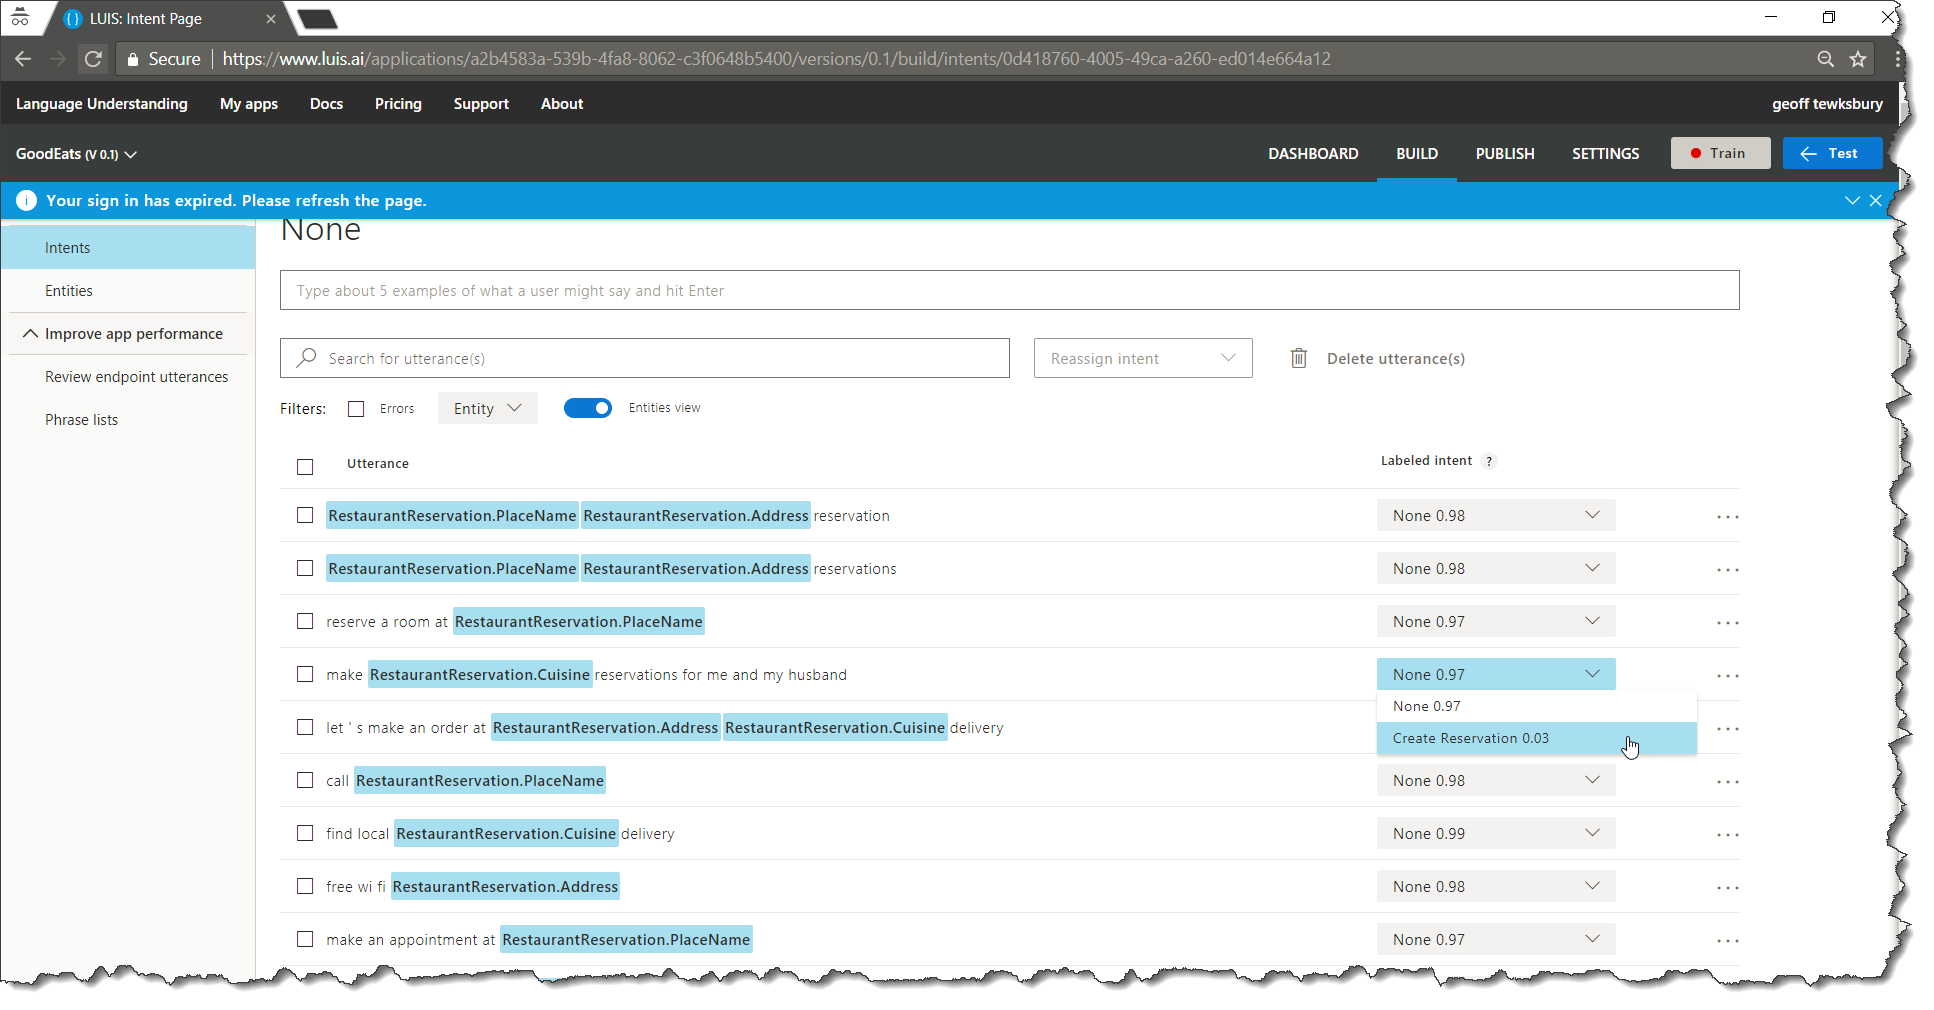 LUIS: Intent Page
Secure https://www.luis.ai/applications/a2b4583a-539b-4fa8-8062-c3f0648b5400/versions/0.1/build/intents/0d418760-4005-49ca-a260-ed014e664a12
Language Understanding My apps Docs Pricing Support About geoff tewksbury
GoodEats (V 0.1) DASHBOARD BUILD PUBLISH SETTINGS Train Test
Your sign in has expired. Please refresh the page.
None
Intents
Entities
Improve app performance
Review endpoint utterances
Phrase lists
Type about 5 examples of what a user might say and hit Enter
Search for utterance(s) Reassign intent Delete utterance(s)
Filters: Errors Entity Entities view
Utterance Labeled intent ?
RestaurantReservation.PlaceName RestaurantReservation.Address reservation None 0.98
RestaurantReservation.PlaceName RestaurantReservation.Address reservations None 0.98
reserve a room at RestaurantReservation.PlaceName None 0.97
make RestaurantReservation.Cuisine reservations for me and my husband None 0.97
None 0.97
let ' s make an order at RestaurantReservation.Address RestaurantReservation.Cuisine delivery
Create Reservation 0.03
call RestaurantReservation.PlaceName None 0.98
find local RestaurantReservation.Cuisine delivery None 0.99
free wi fi RestaurantReservation.Address None 0.98
make an appointment at RestaurantReservation.PlaceName None 0.97